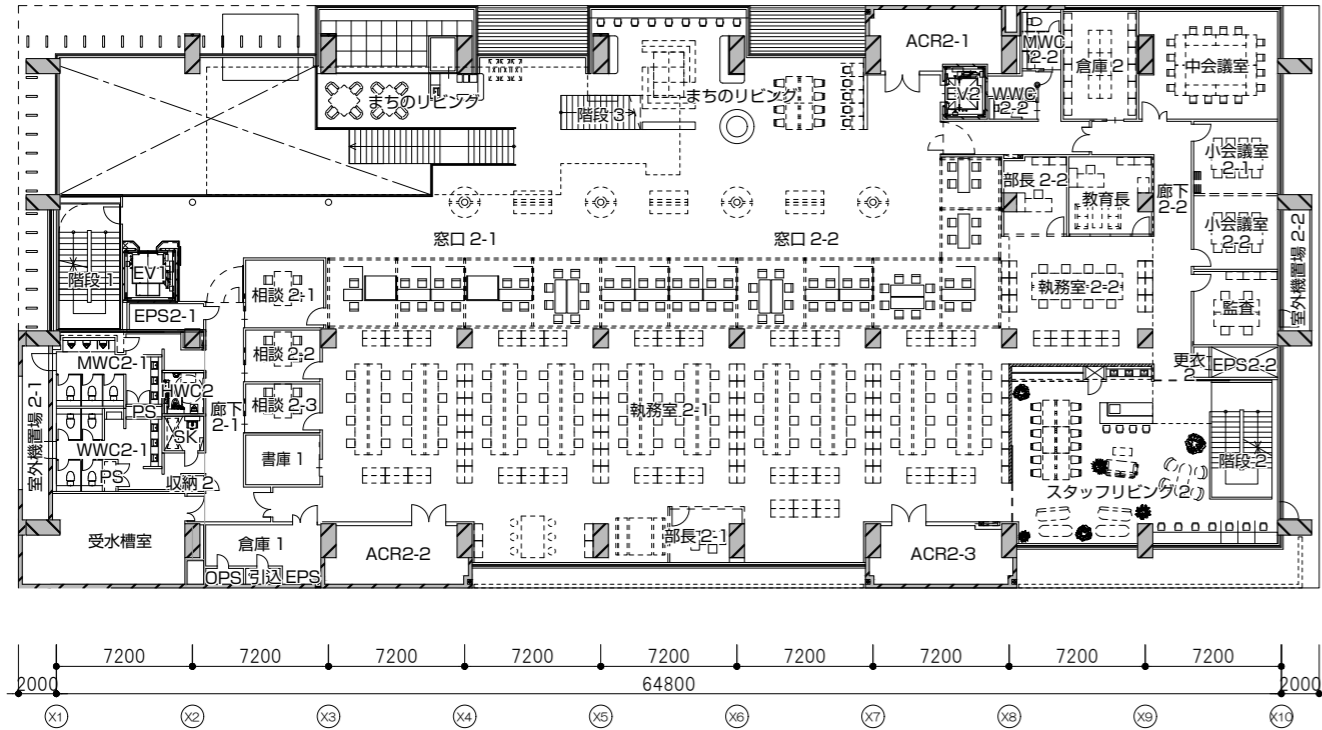 ACR2-1
MWC
2-2
倉庫 2
中会議室
まちのリビング
まちのリビング
EV2
WWC
2-2
階段 3
小会議室
2-1
部長 2-2
教育長
廊下
2-2
窓口 2-1
窓口 2-2
小会議室
2-2
室外機置場 2-2
階段 1
EV1
相談 2-1
執務室 2-2
EPS2-1
監査
MWC2-1
相談 2-2
更衣
2
EPS2-2
HWC2
PS
廊下
2-1
相談 2-3
執務室 2-1
室外機置場 2-1
WWC2-1
SK
PS
書庫 1
階段 2
収納 2
スタッフリビング 2
受水槽室
倉庫 1
ACR2-2
部長 2-1
ACR2-3
OPS
引込 EPS
7200 7200 7200 7200 7200 7200 7200 7200 7200
2000 64800 2000
X1 X2 X3 X4 X5 X6 X7 X8 X9 X10